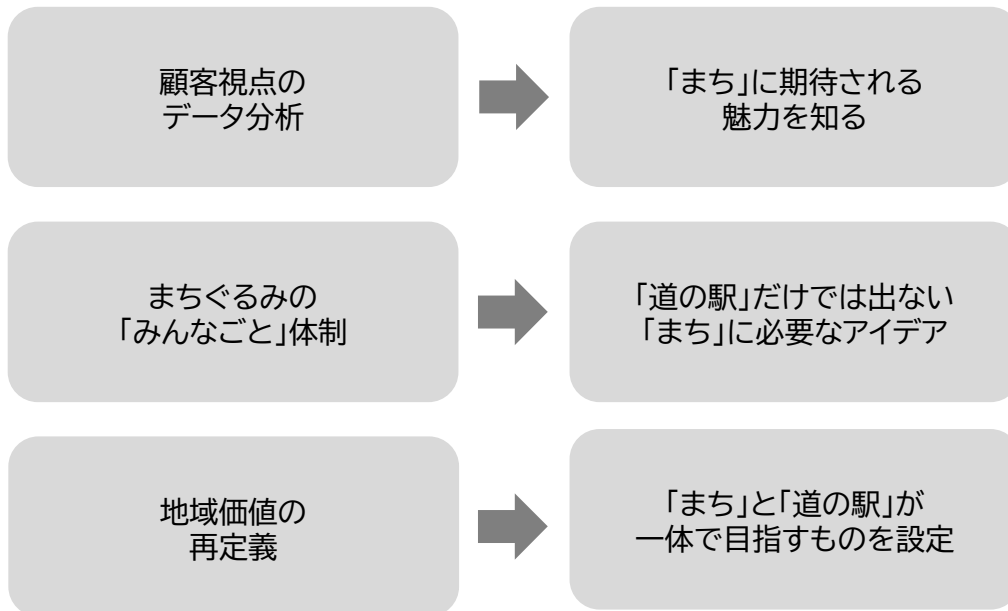 顧客視点の
データ分析
「まち」に期待される
魅力を知る
まちぐるみの
「みんなごと」体制
「道の駅」だけでは出ない
「まち」に必要なアイデア
地域価値の
再定義
「まち」と「道の駅」が
一体で目指すものを設定